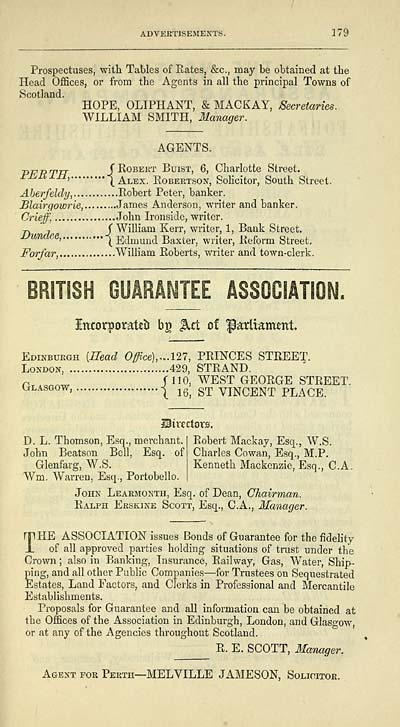 ADVERTISEMENTS. 179
Prospectuses, with Tables of Rates, &c., may be obtained at the
Head Offices, or from the Agents in all the principal Towns of
Scotland.
HOPE, OLIPHANT, & MACKAY, Secretaries.
WILLIAM SMITH, Manager.
AGENTS.
PERTH,......... { ROBERT BUIST, 6, Charlotte Street.
ALEX. ROBERTSON, Solicitor, South Street.
Aberfeldy,............Robert Peter, banker.
Blairgowrie,.........James Anderson, writer and banker.
Crieff,.................John Ironside, writer.
Dundee,........... { William Kerr, writer, 1, Bank Street.
Edmund Baxter, writer, Reform Street.
Forfar,................William Roberts, writer and town-clerk.
BRITISH GUARANTEE ASSOCIATION.
Incorporated by Act of Parliament.
EDINBURGH (Head Office),...127, PRINCES STREET.
LONDON, ..........................429, STRAND.
GLASGOW, ..................... { 110, WEST GEORGE STREET.
16, ST VINCENT PLACE.
Directors.
D. L. Thomson, Esq., merchant.
John Beatson Bell, Esq. of
Glenfarg, W.S.
Wm. Warren, Esq., Portobello.
Robert Mackay, Esq., W.S.
Charles Cowan, Esq., M.P.
Kenneth Mackenzie, Esq., C.A.
JOHN LEARMONTH, Esq. of Dean, Chairman.
RALPH ERSKINE SCOTT, Esq., C.A., Manager.
THE ASSOCIATION issues Bonds of Guarantee for the fidelity
of all approved parties holding situations of trust under the
Crown; also in Banking, Insurance, Railway, Gas, Water, Ship-
ping, and all other Public Companies—for Trustees on Sequestrated
Estates, Land Factors, and Clerks in Professional and Mercantile
Establishments.
Proposals for Guarantee and all information can be obtained at
the Offices of the Association in Edinburgh, London, and Glasgow,
or at any of the Agencies throughout Scotland.
R. E. SCOTT, Manager.
AGENT FOR PERTH—MELVILLE JAMESON, SOLICITOR.